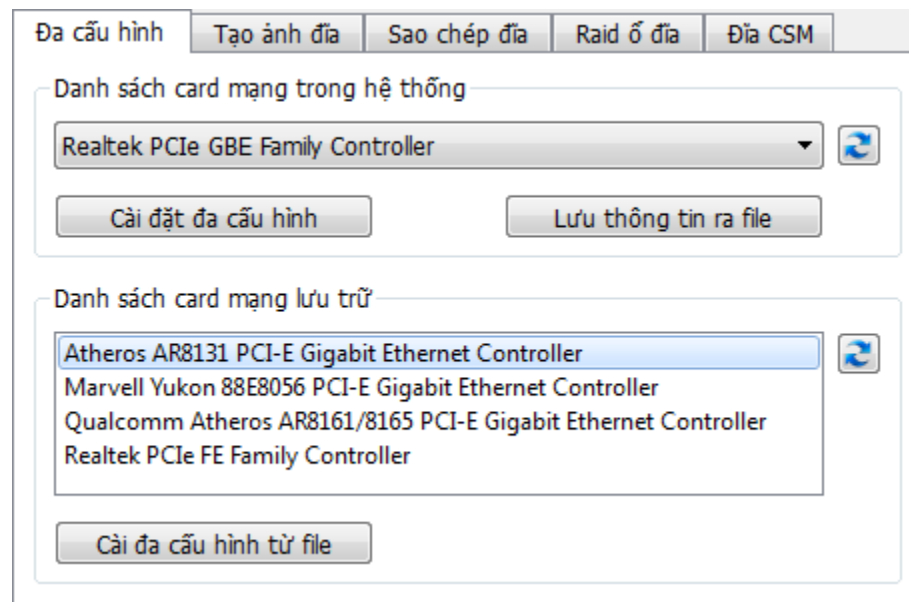 Đa cấu hình Tạo ảnh đĩa Sao chép đĩa Raid ổ đĩa Đĩa CSM
Danh sách card mạng trong hệ thống
Realtek PCIe GBE Family Controller
Cài đặt đa cấu hình Lưu thông tin ra file
Danh sách card mạng lưu trữ
Atheros AR8131 PCI-E Gigabit Ethernet Controller
Marvell Yukon 88E8056 PCI-E Gigabit Ethernet Controller
Qualcomm Atheros AR8161/8165 PCI-E Gigabit Ethernet Controller
Realtek PCIe FE Family Controller
Cài đa cấu hình từ file